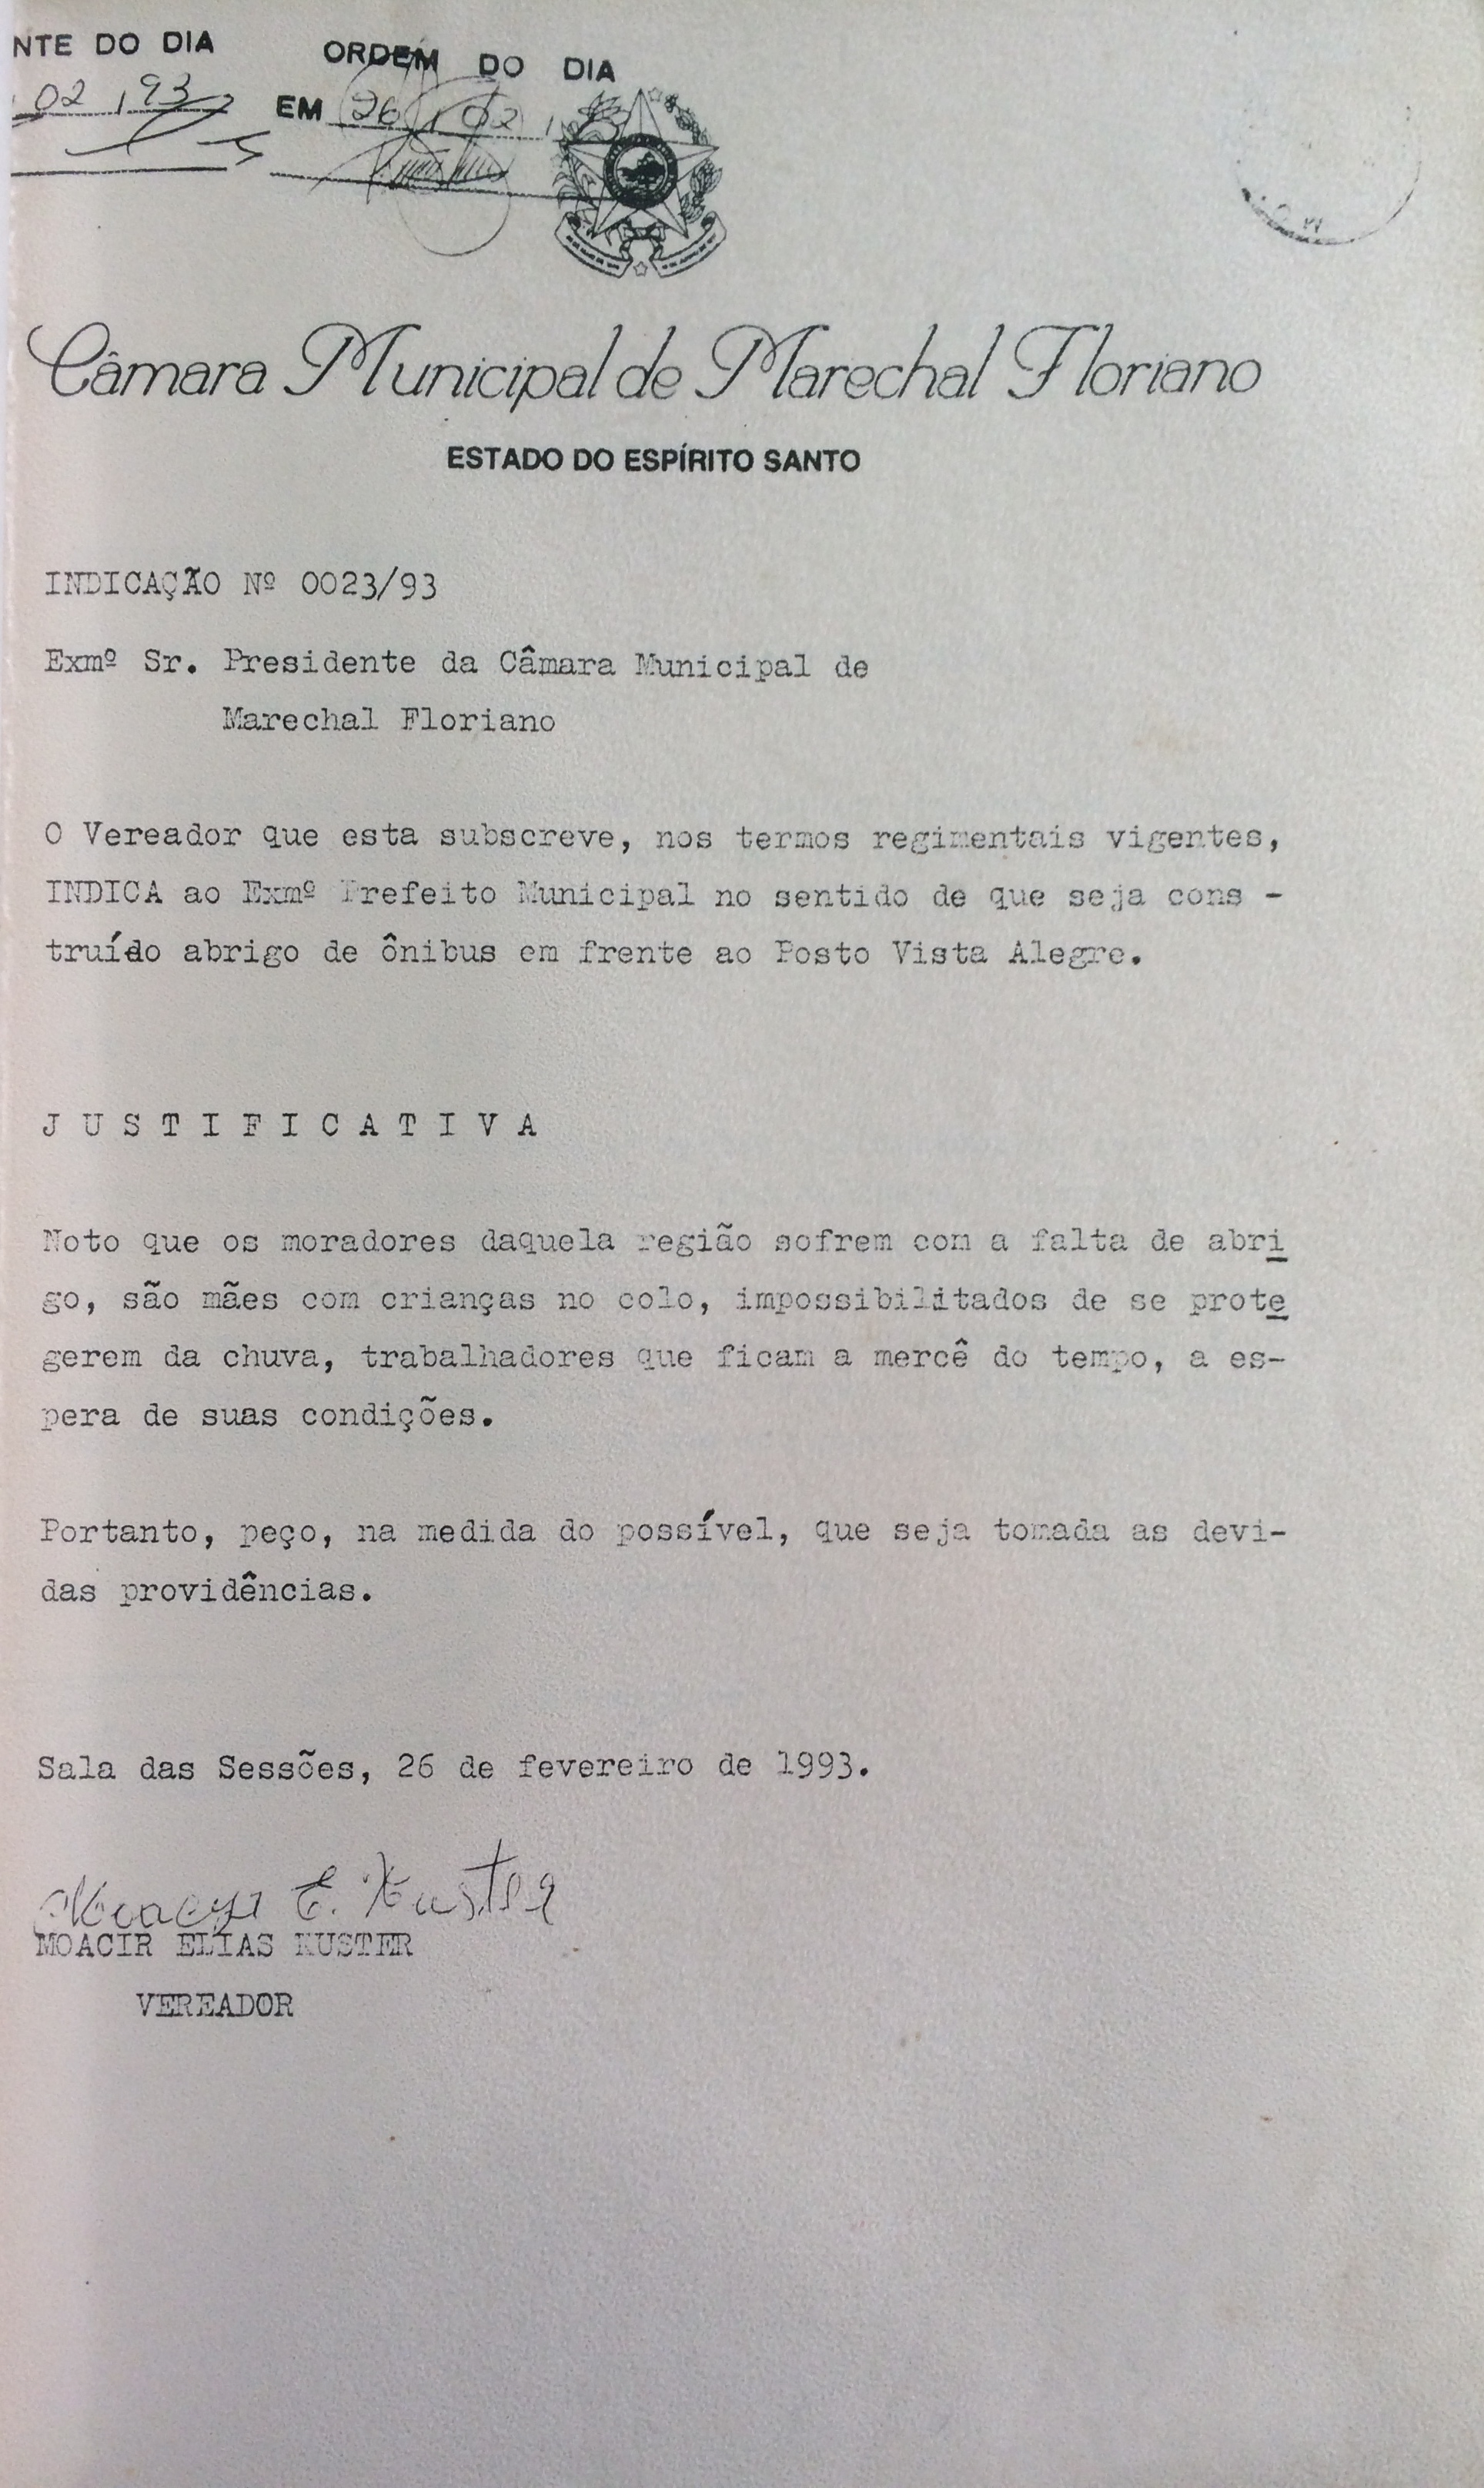 NTE DO DIA
02 / 93
ORDEM DO DIA
EM 26 / 02 /
Câmara Municipal de Marechal Floriano
ESTADO DO ESPÍRITO SANTO
INDICAÇÃO Nº 0023/93
Exmº Sr. Presidente da Câmara Municipal de
Marechal Floriano
O Vereador que esta subscreve, nos termos regimentais vigentes,
INDICA ao Exmº Prefeito Municipal no sentido de que seja cons -
truído abrigo de ônibus em frente ao Posto Vista Alegre.
J U S T I F I C A T I V A
Noto que os moradores daquela região sofrem com a falta de abri
go, são mães com crianças no colo, impossibilitados de se prote
gerem da chuva, trabalhadores que ficam a mercê do tempo, a es-
pera de suas condições.
Portanto, peço, na medida do possível, que seja tomada as devi-
das providências.
Sala das Sessões, 26 de fevereiro de 1993.
Moacyr E. Kuster
MOACIR ELIAS KUSTER
VEREADOR